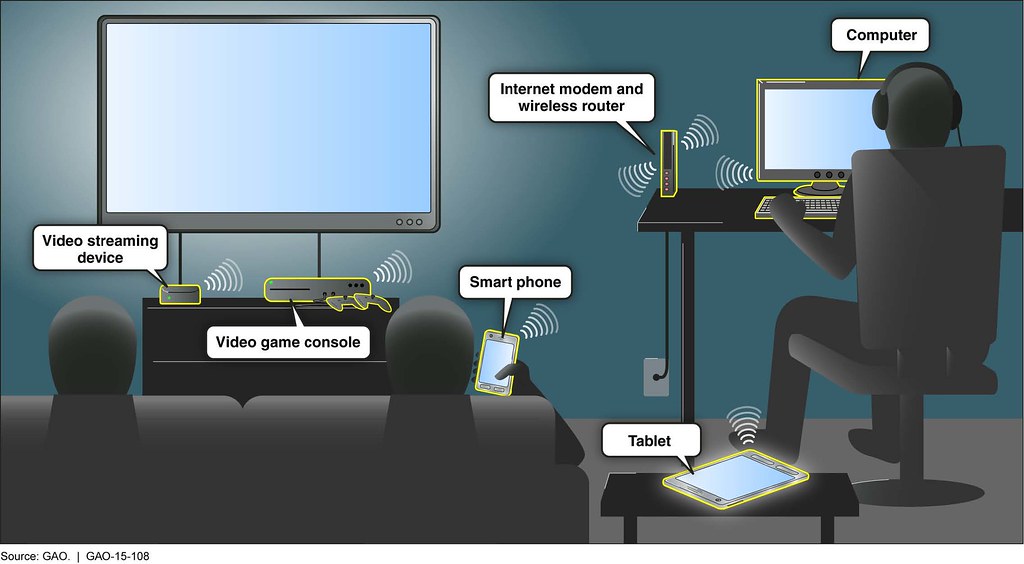 Computer
Internet modem and
wireless router
Video streaming
device
Smart phone
Video game console
Tablet
Source: GAO.  |  GAO-15-108